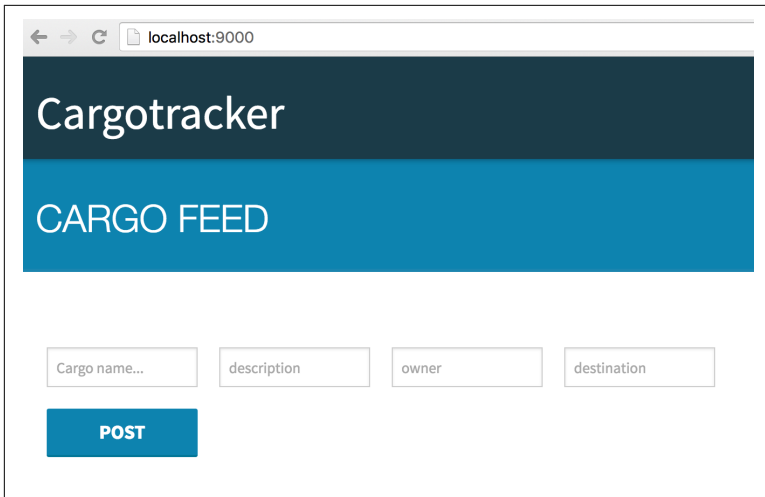 localhost:9000
Cargotracker
CARGO FEED
Cargo name... description owner destination
POST